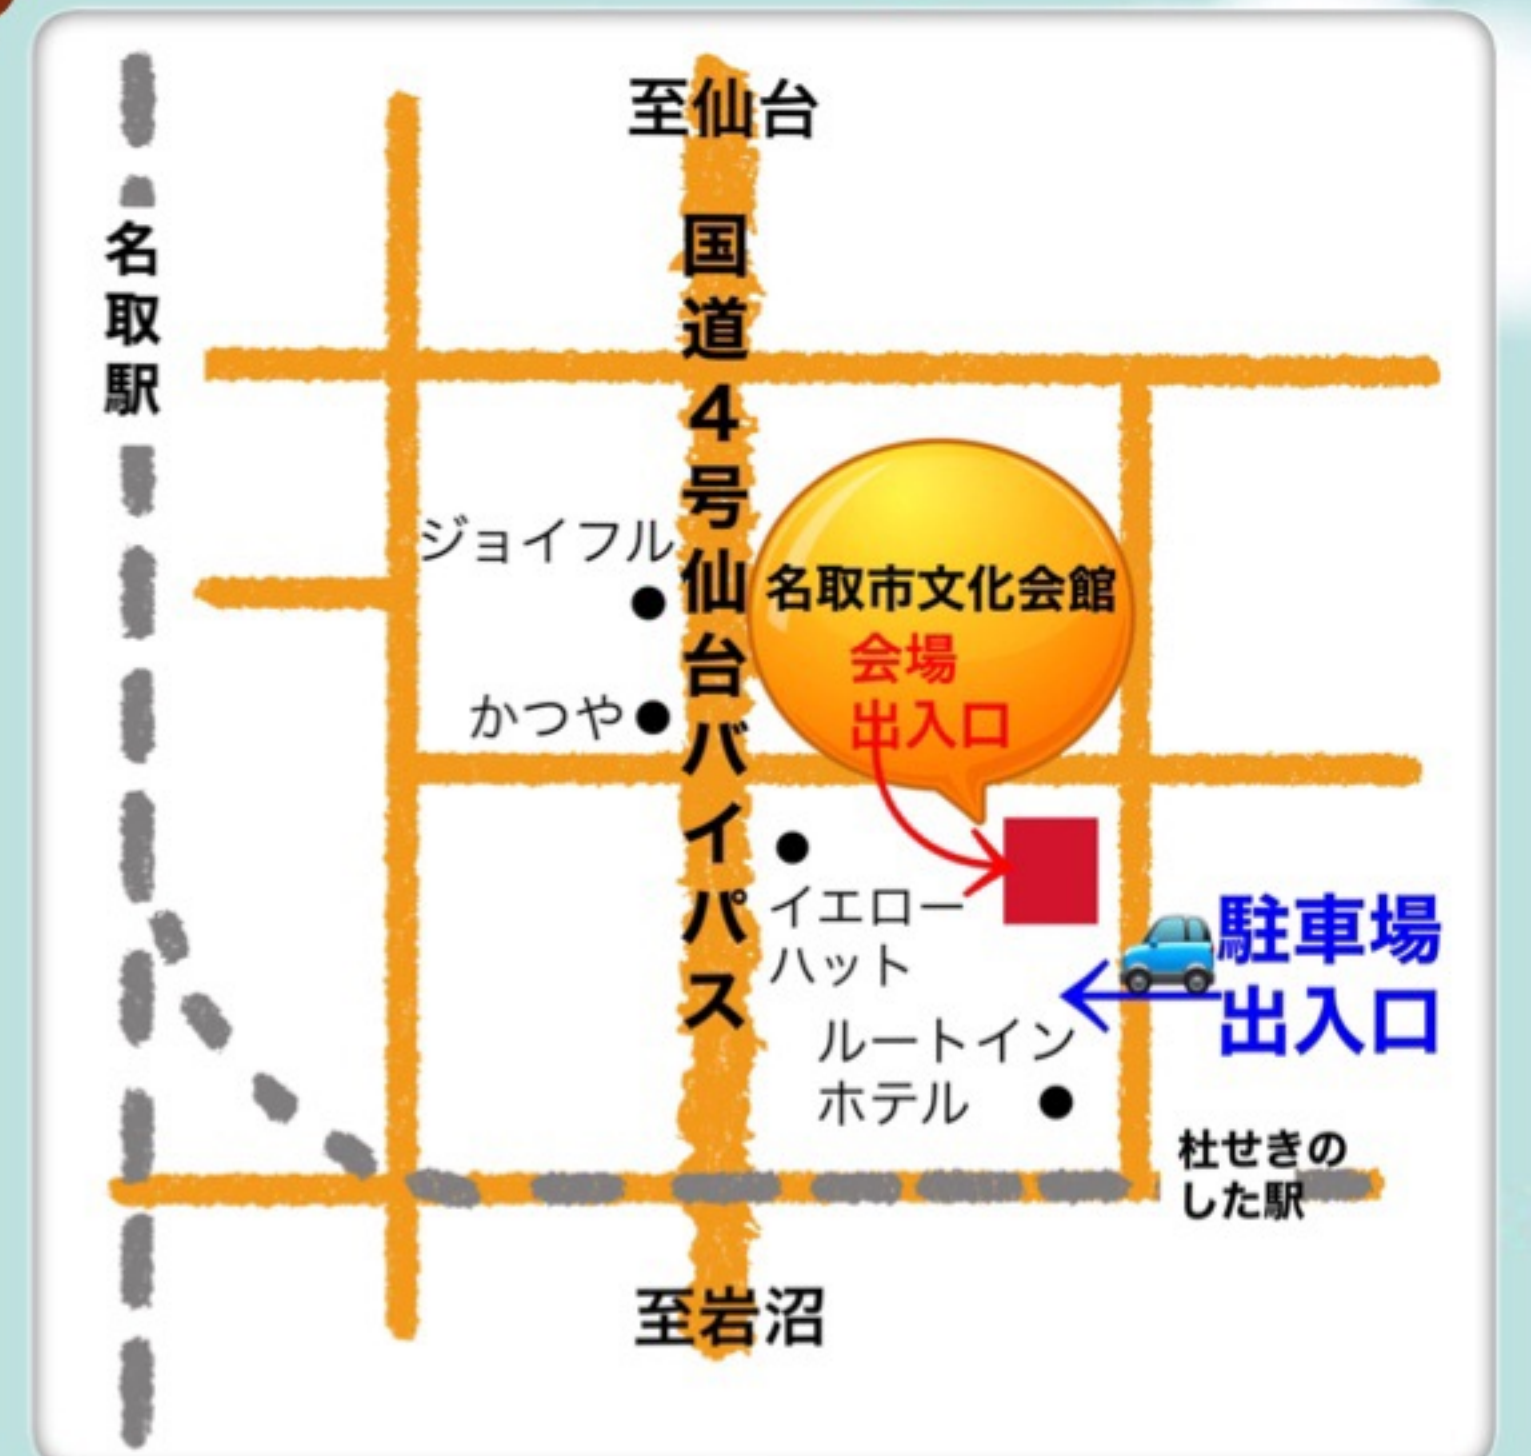 至仙台
国道4号仙台バイパス
名取駅
ジョイフル
かつや
名取市文化会館
会場
出入口
イエロー
ハット
駐車場
出入口
ルートイン
ホテル
杜せきの
した駅
至岩沼